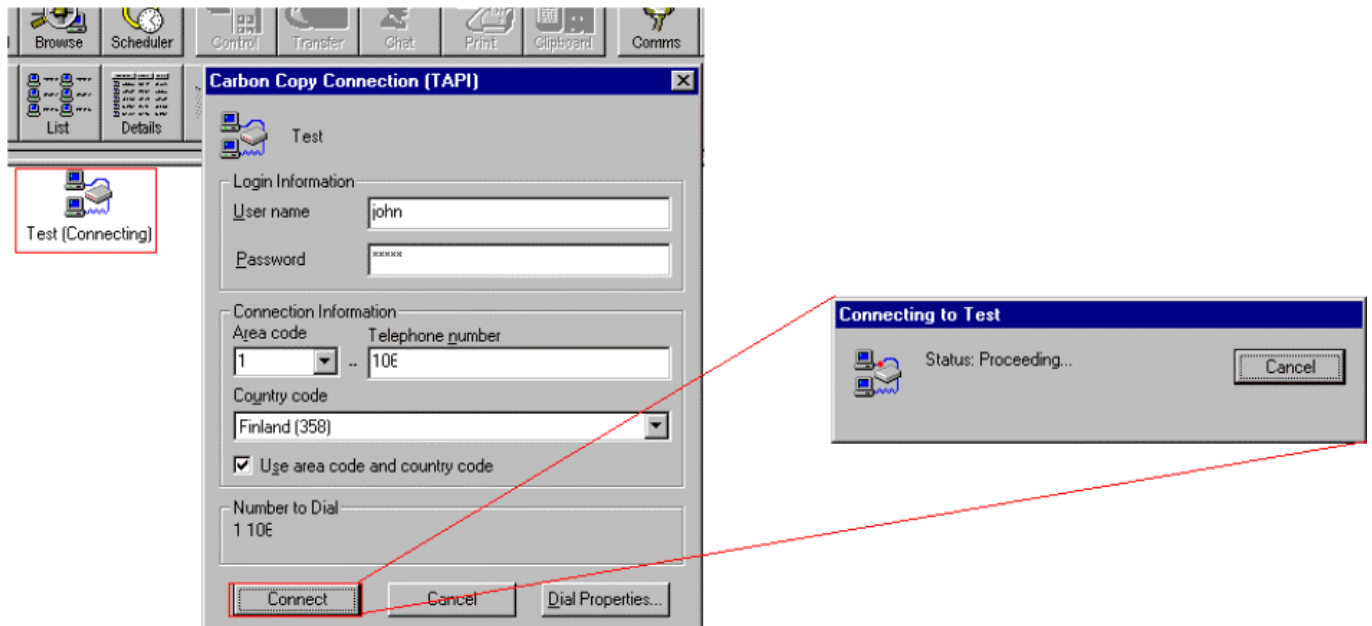 Browse Scheduler Control Transfer Chat Print Clipboard Comms
List Details
Carbon Copy Connection (TAPI)
Test
Test (Connecting)
Login Information
User name john
Password *****
Connection Information
Area code Telephone number
1 .. 106
Country code
Finland (358)
Use area code and country code
Number to Dial
1 106
Connect Cancel Dial Properties...
Connecting to Test
Status: Proceeding...
Cancel